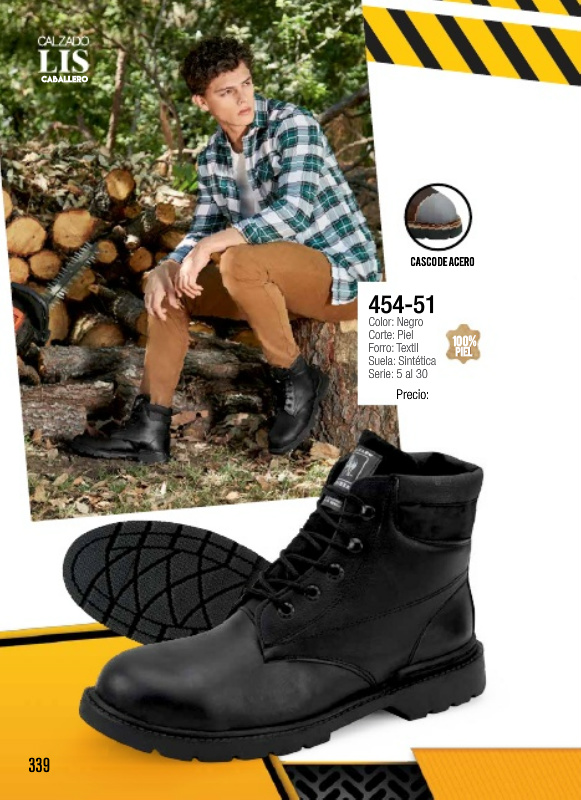 CALZADO
LIS
CABALLERO
CASCO DE ACERO
454-51
Color: Negro
Corte: Piel
Forro: Textil
Suela: Sintética
Serie: 5 al 30
100%
PIEL
Precio:
339